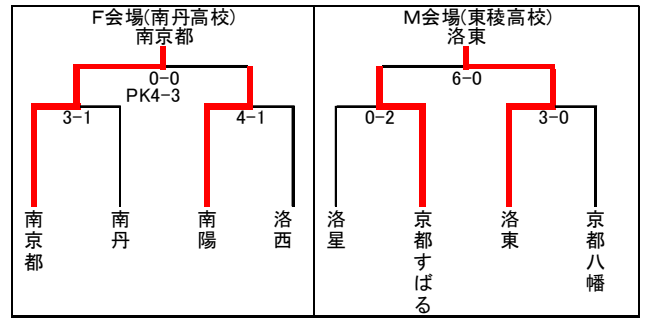 F会場(南丹高校)
南京都
0-0
PK4-3
3-1
4-1
南京都
南丹
南陽
洛西
M会場(東稜高校)
洛東
6-0
0-2
3-0
洛星
京都すばる
洛東
京都八幡